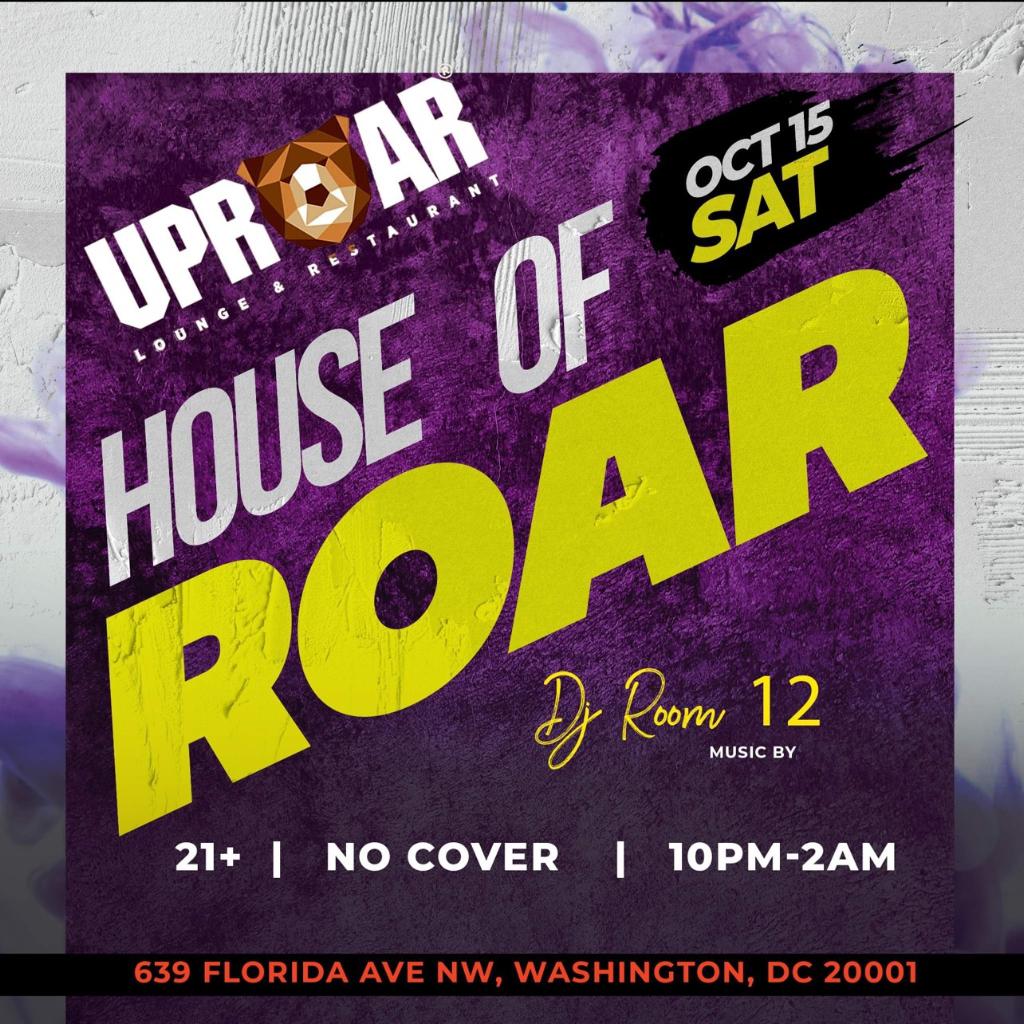 UPROAR®
LOUNGE & RESTAURANT
OCT 15
SAT
HOUSE OF
ROAR
Dj Room 12
MUSIC BY
21+ | NO COVER | 10PM-2AM
639 FLORIDA AVE NW, WASHINGTON, DC 20001